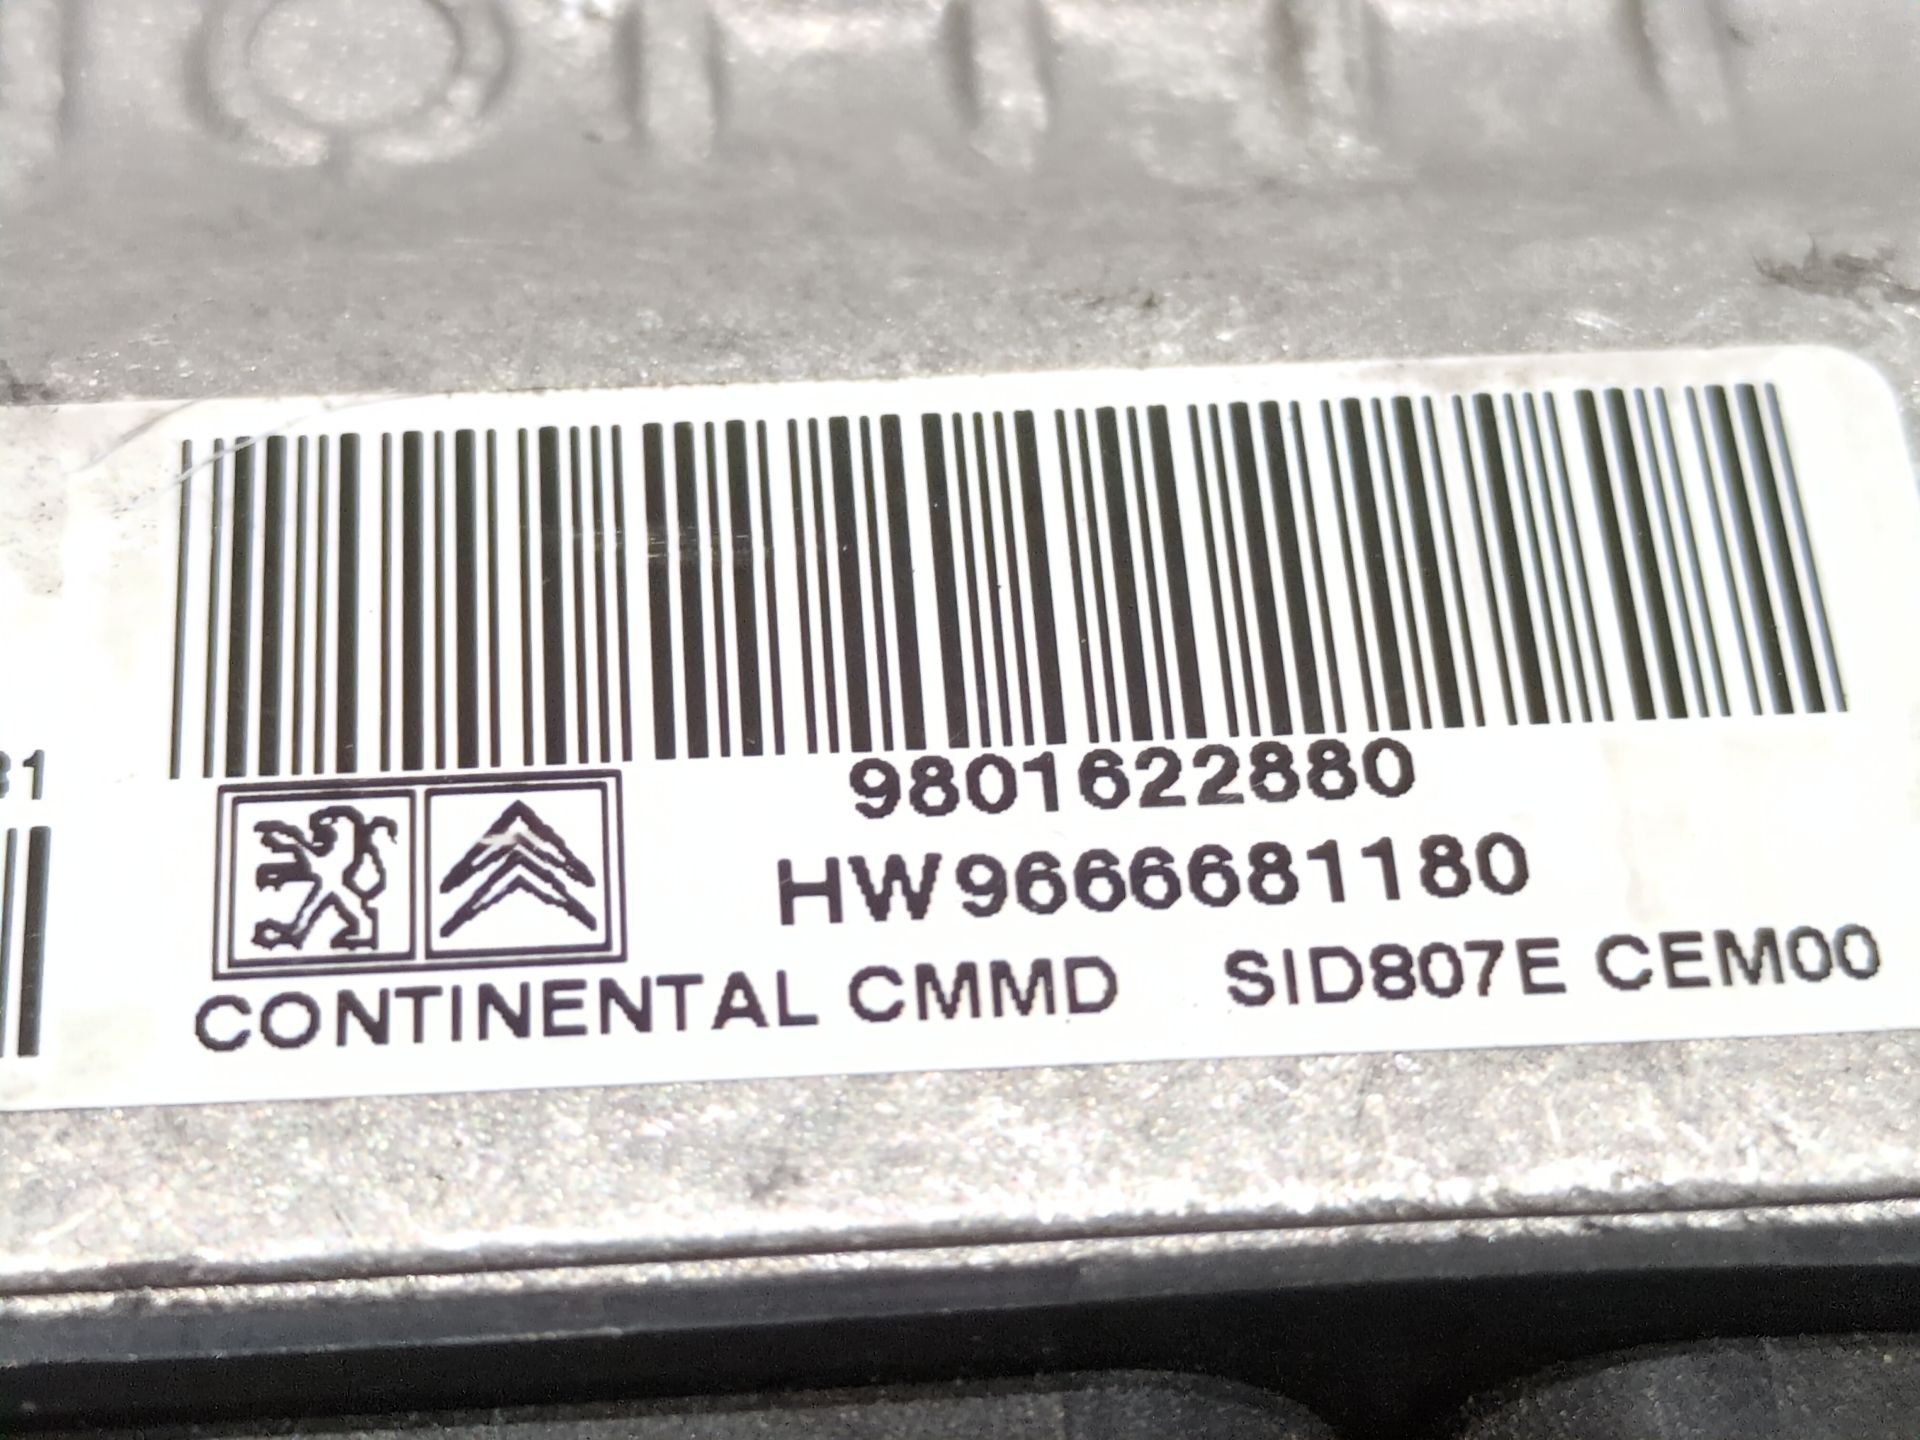 9801622880
HW9666681180
CONTINENTAL CMMD SID807E CEM00